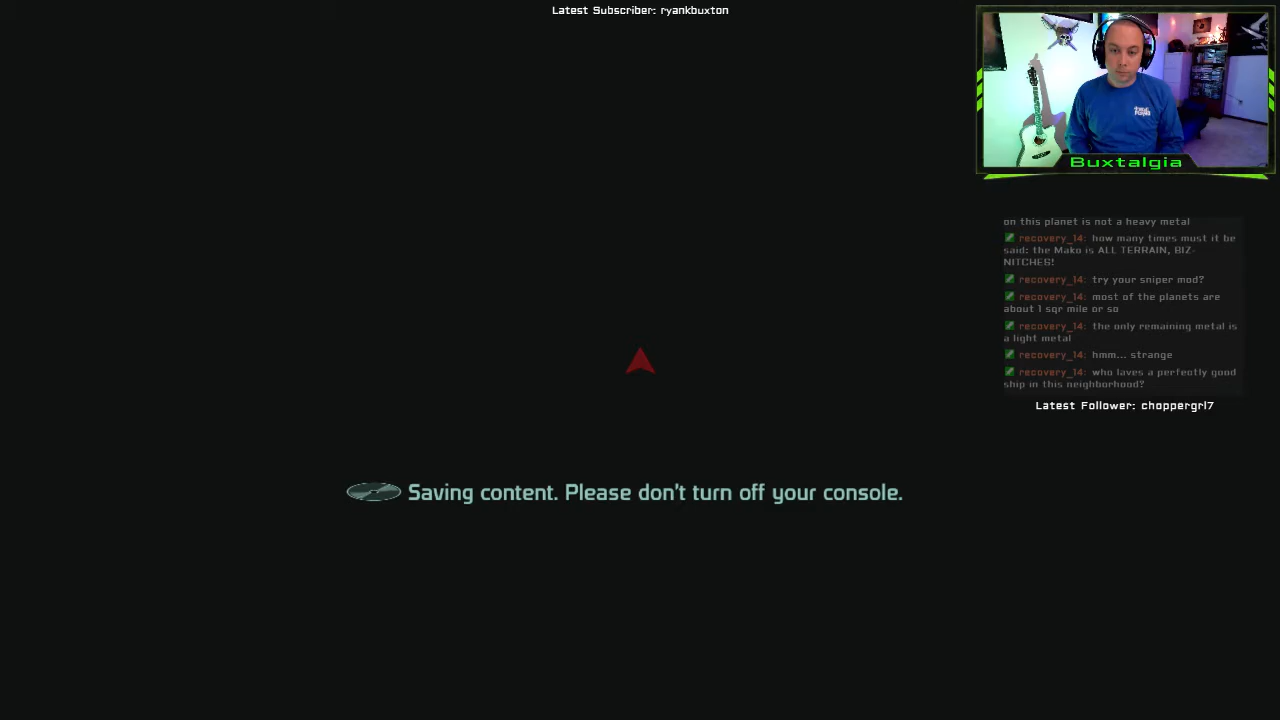 Latest Subscriber: ryankbuxton
Buxtalgia
on this planet is not a heavy metal
recovery_14: how many times must it be
said: the Mako is ALL TERRAIN, BIZ-
NITCHES!
recovery_14: try your sniper mod?
recovery_14: most of the planets are
about 1 sqr mile or so
recovery_14: the only remaining metal is
a light metal
recovery_14: hmm... strange
recovery_14: who laves a perfectly good
ship in this neighborhood?
Latest Follower: choppergrl7
Saving content. Please don't turn off your console.